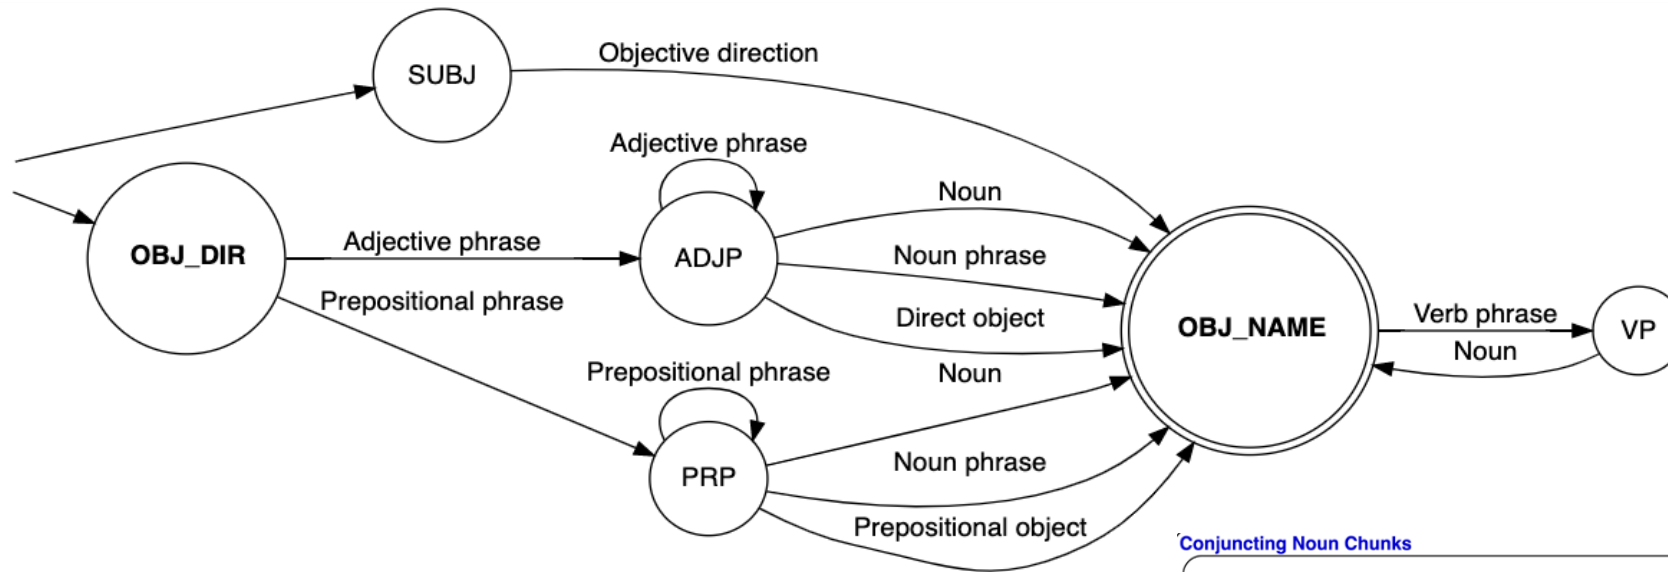 SUBJ
Objective direction
Adjective phrase
Noun
OBJ_DIR
Adjective phrase
ADJP
Noun phrase
Prepositional phrase
Direct object
OBJ_NAME
Verb phrase
VP
Noun
Prepositional phrase
Noun
PRP
Noun phrase
Prepositional object
Conjuncting Noun Chunks